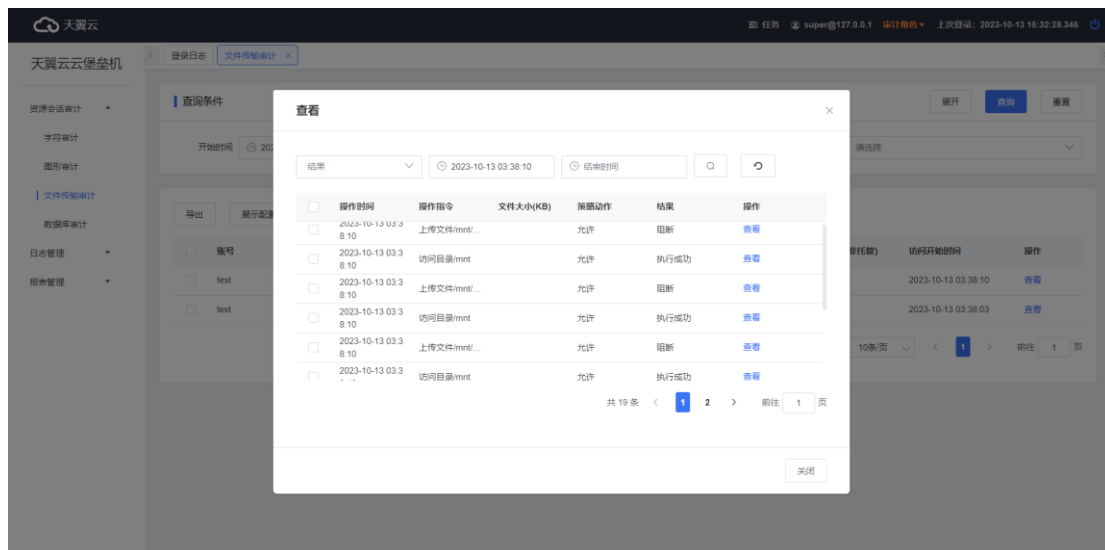 天翼云
任务 super@127.0.0.1 审计角色 上次登录：2023-10-13 16:32:28.346
天翼云云堡垒机
登录日志 文件传输审计 ×
资源会话审计
字符审计
图形审计
文件传输审计
数据库审计
日志管理
报表管理
查询条件
展开 查询 重置
开始时间 202
请选择
导出 展示配
账号
访问开始时间 操作
test
2023-10-13 03:38:10 查看
test
2023-10-13 03:38:03 查看
10条/页 < 1 > 前往 1 页
查看 ×
结果 2023-10-13 03:38:10 结束时间
操作时间 操作指令 文件大小(KB) 策略动作 结果 操作
2023-10-13 03:3
8:10 上传文件/mnt/... 允许 阻断 查看
2023-10-13 03:3
8:10 访问目录/mnt 允许 执行成功 查看
2023-10-13 03:3
8:10 上传文件/mnt/... 允许 阻断 查看
2023-10-13 03:3
8:10 访问目录/mnt 允许 执行成功 查看
2023-10-13 03:3
8:10 上传文件/mnt/... 允许 阻断 查看
2023-10-13 03:3
访问目录/mnt 允许 执行成功 查看
共 19 条 < 1 2 > 前往 1 页
关闭